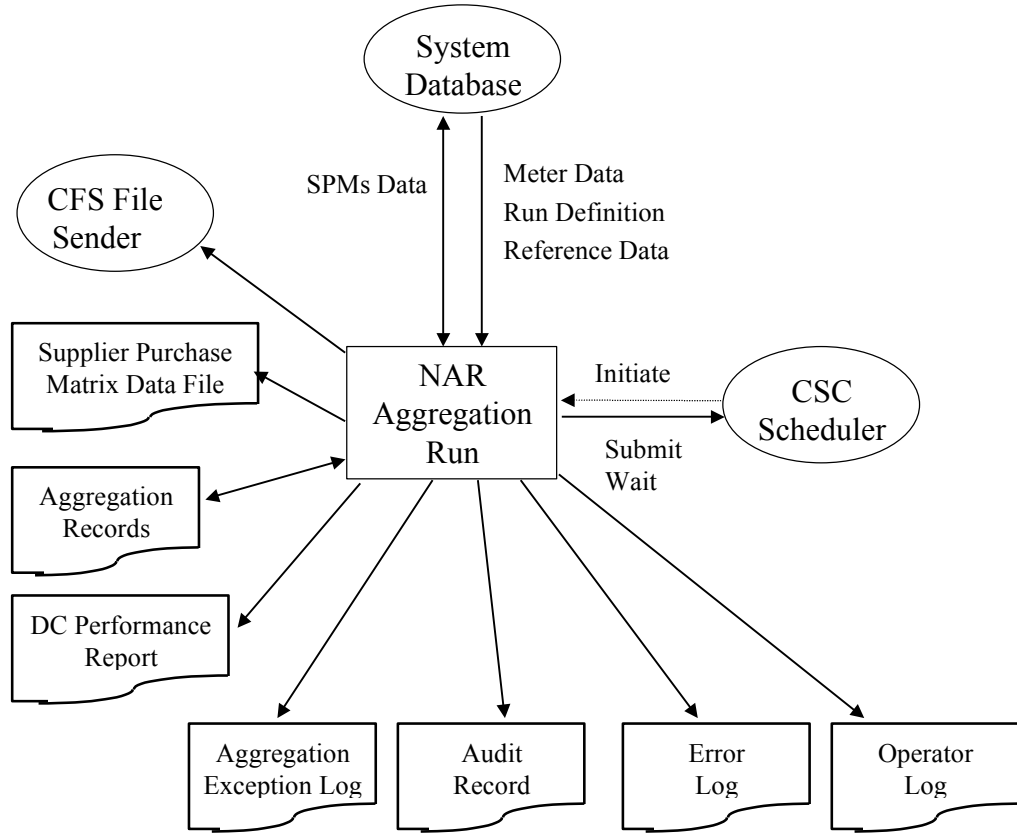 System
Database
SPMs Data
Meter Data
Run Definition
Reference Data
CFS File
Sender
Supplier Purchase
Matrix Data File
NAR
Aggregation
Run
Initiate
Submit
Wait
CSC
Scheduler
Aggregation
Records
DC Performance
Report
Aggregation
Exception Log
Audit
Record
Error
Log
Operator
Log